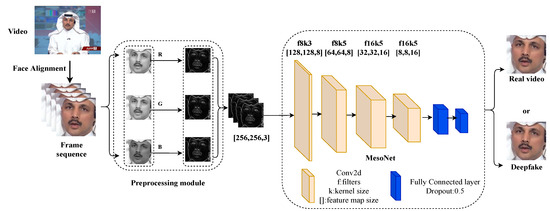 Video
Face Alignment
Frame
sequence
R
G
B
Preprocessing module
[256,256,3]
f8k3
[128,128,8]
f8k5
[64,64,8]
f16k5
[32,32,16]
f16k5
[8,8,16]
MesoNet
Conv2d
f:filters
k:kernel size
[]:feature map size
Fully Connected layer
Dropout:0.5
Real video
or
Deepfake